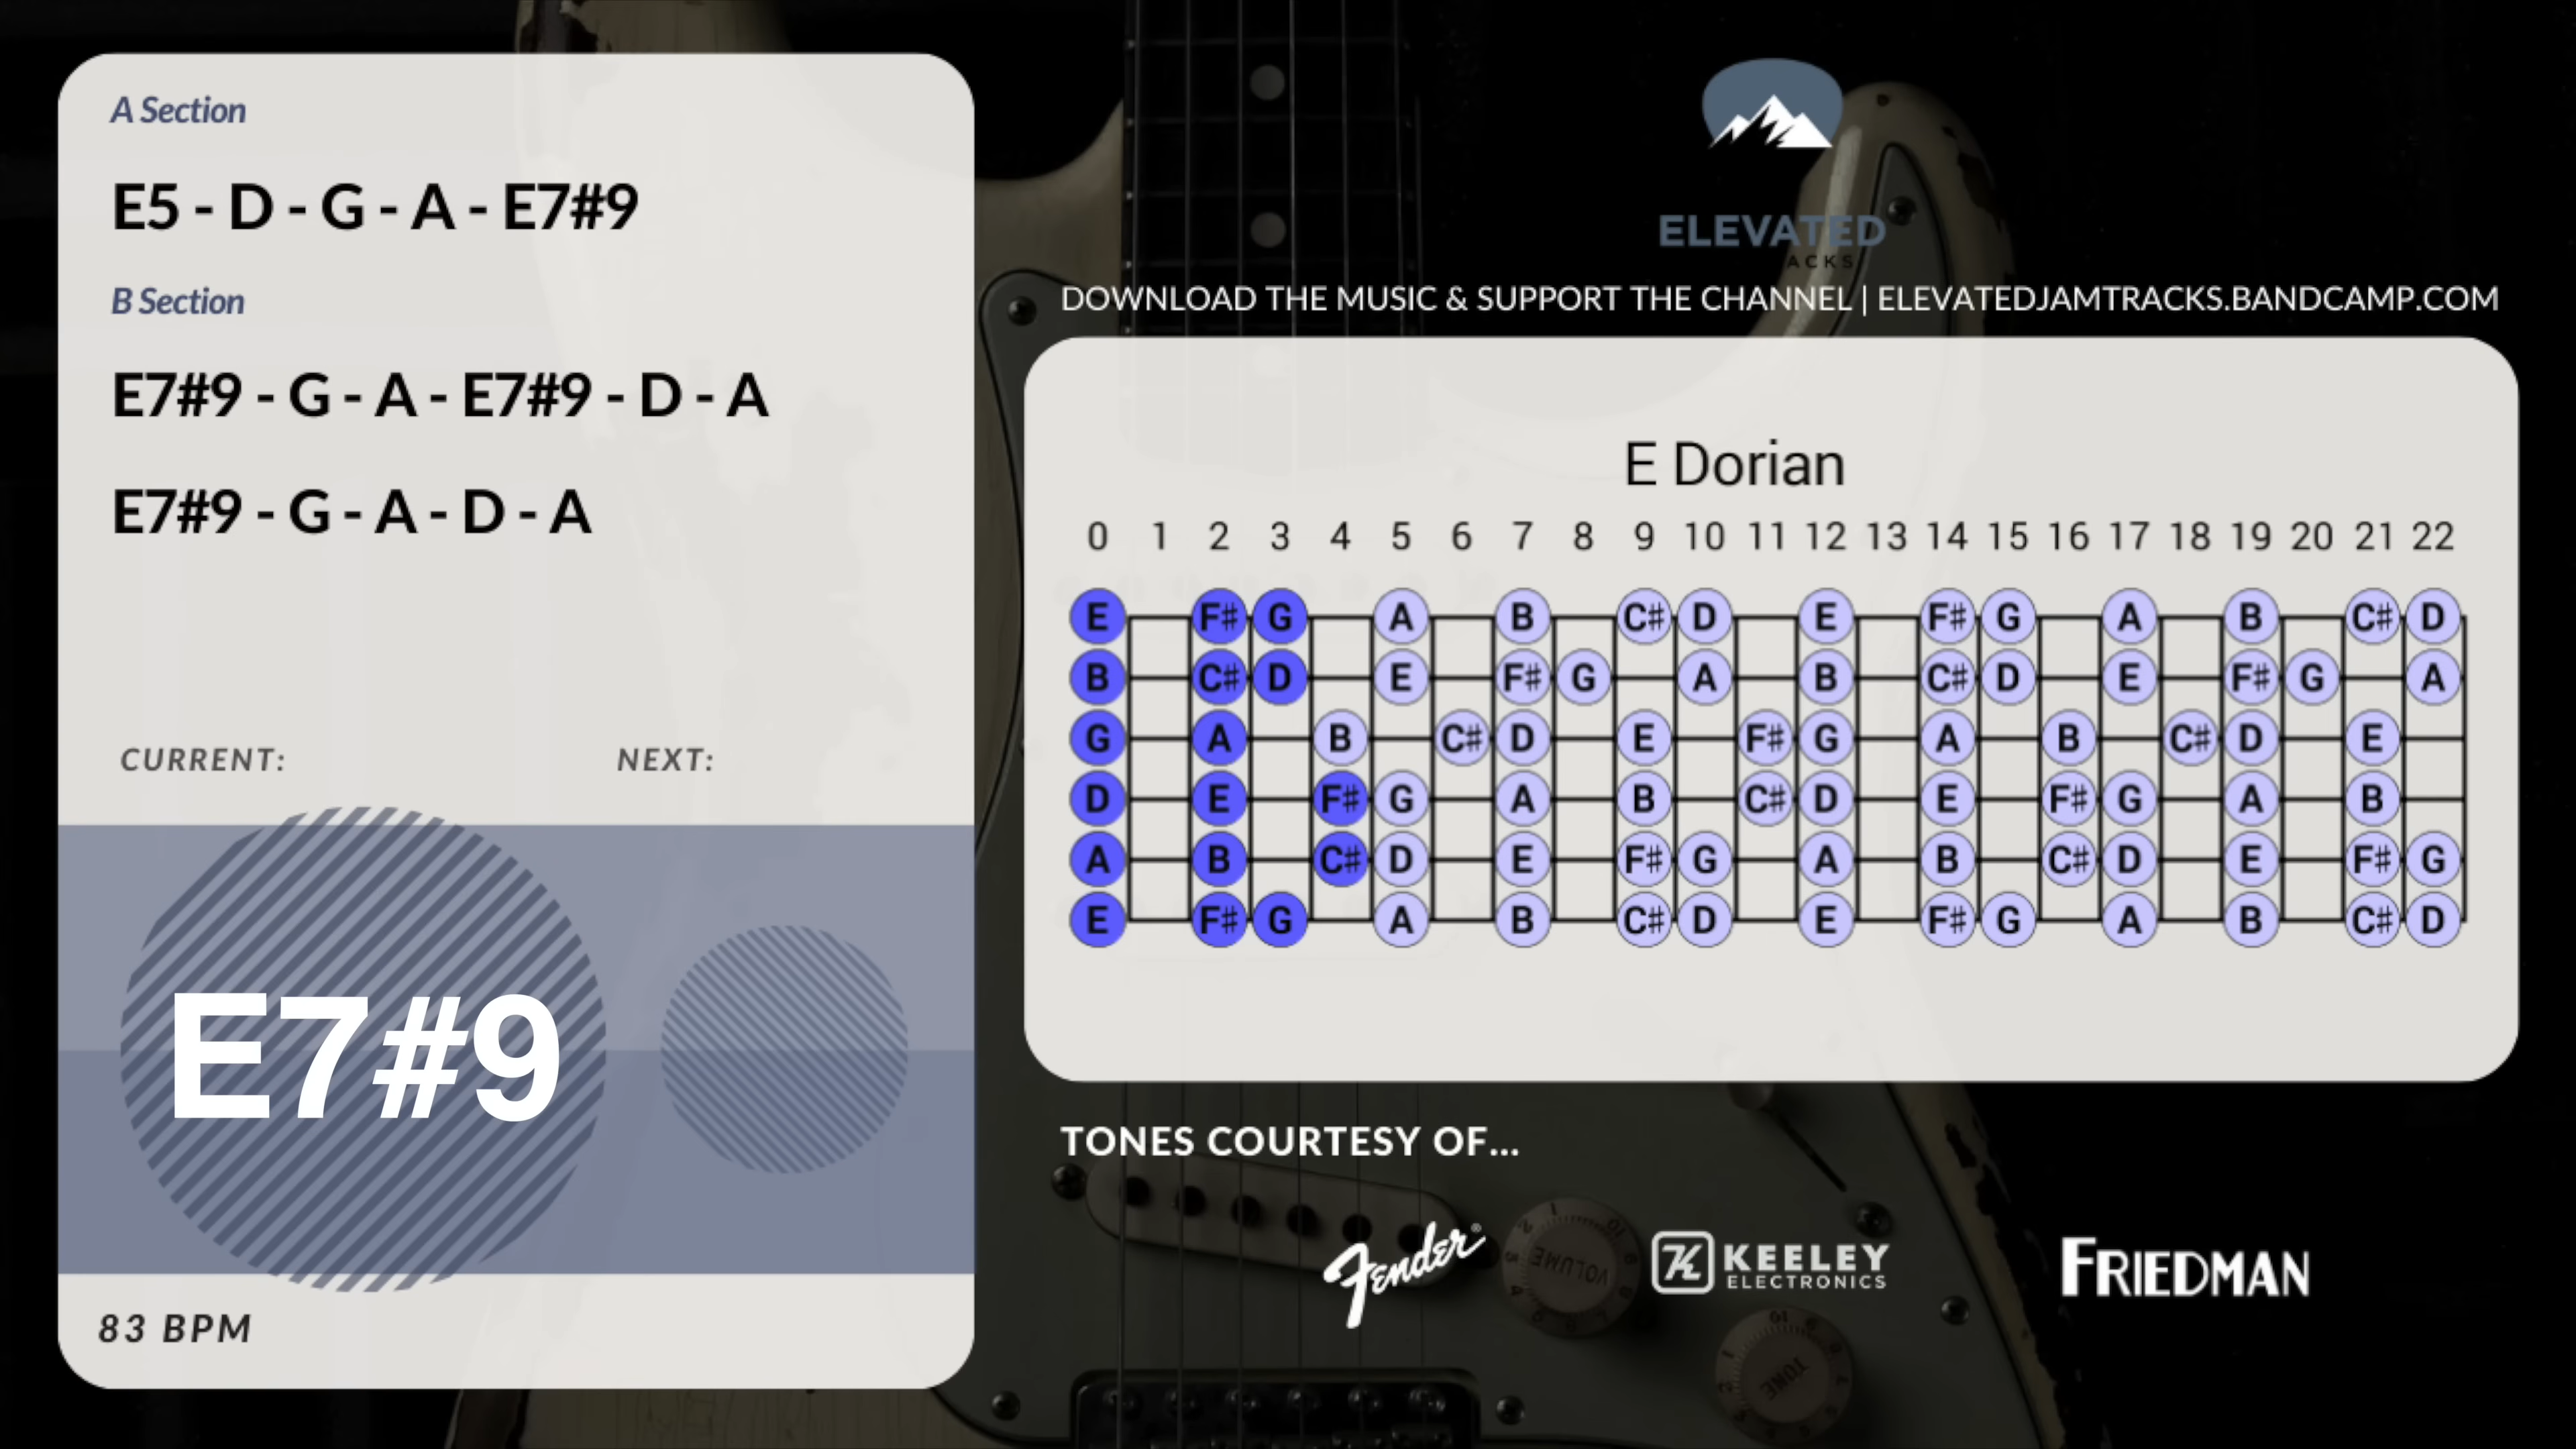 A Section
E5 - D - G - A - E7#9
B Section
E7#9 - G - A - E7#9 - D - A
E7#9 - G - A - D - A
CURRENT:
NEXT:
E7#9
83 BPM
ELEVATED
ACKS
DOWNLOAD THE MUSIC & SUPPORT THE CHANNEL | ELEVATEDJAMTRACKS.BANDCAMP.COM
E Dorian
0 1 2 3 4 5 6 7 8 9 10 11 12 13 14 15 16 17 18 19 20 21 22
E F♯ G A B C♯ D E F♯ G A B C♯ D
B C♯ D E F♯ G A B C♯ D E F♯ G A
G A B C♯ D E F♯ G A B C♯ D E
D E F♯ G A B C♯ D E F♯ G A B
A B C♯ D E F♯ G A B C♯ D E F♯ G
E F♯ G A B C♯ D E F♯ G A B C♯ D
TONES COURTESY OF...
Fender®
KEELEY
ELECTRONICS
FRIEDMAN
VOLUME
TONE